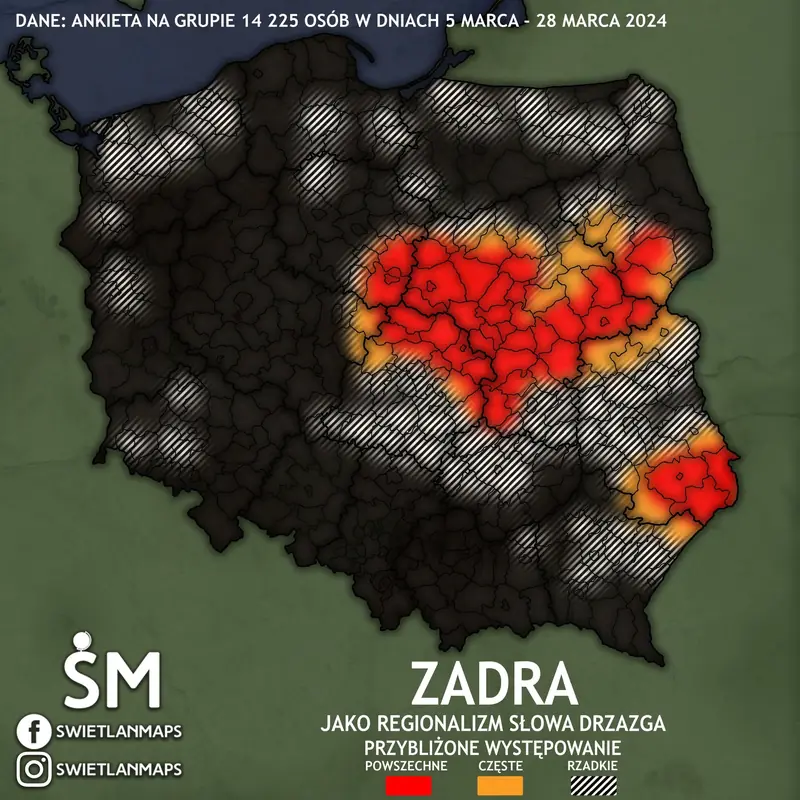 DANE: ANKIETA NA GRUPIE 14 225 OSÓB W DNIACH 5 MARCA - 28 MARCA 2024
ŚM
SWIETLANMAPS
SWIETLANMAPS
ZADRA
JAKO REGIONALIZM SŁOWA DRZAZGA
PRZYBLIŻONE WYSTĘPOWANIE
POWSZECHNE CZĘSTE RZADKIE